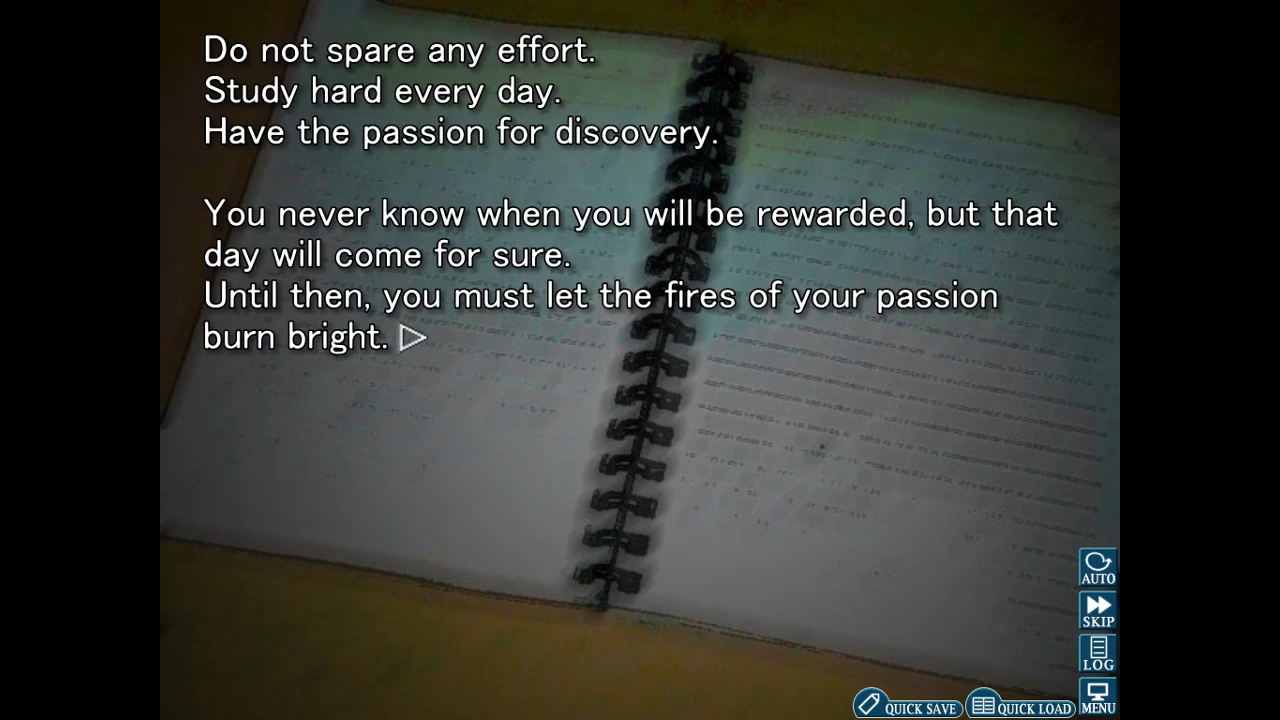 Do not spare any effort.
Study hard every day.
Have the passion for discovery.
You never know when you will be rewarded, but that
day will come for sure.
Until then, you must let the fires of your passion
burn bright.
AUTO
SKIP
LOG
MENU
QUICK SAVE
QUICK LOAD